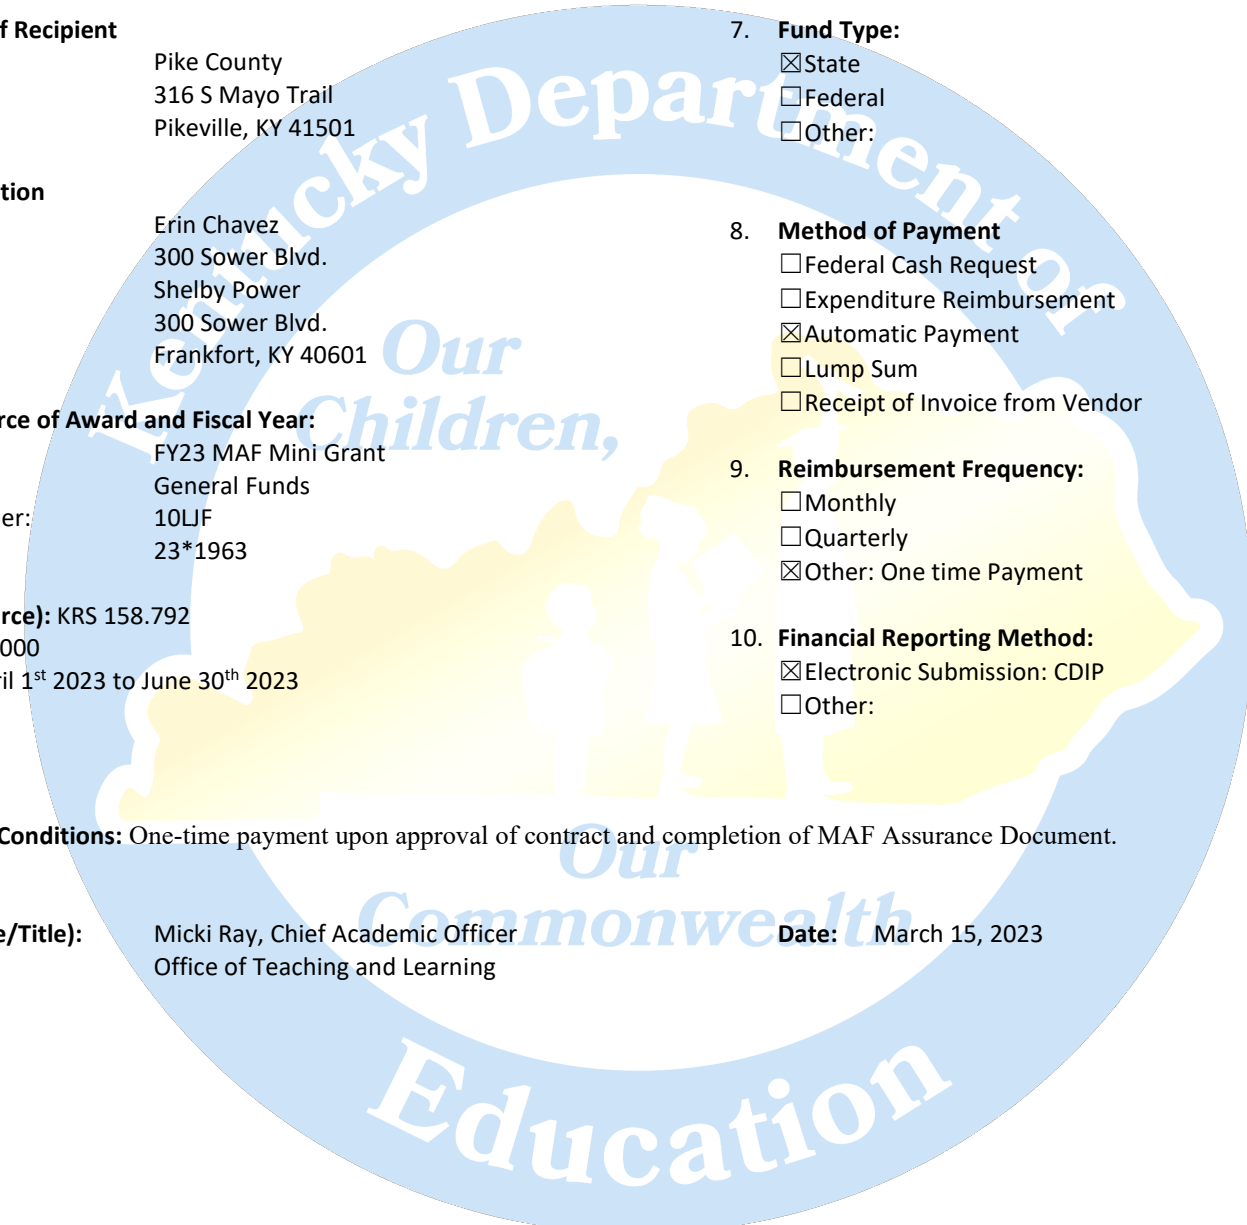 f Recipient
Pike County
316 S Mayo Trail
Pikeville, KY 41501
tion
Erin Chavez
300 Sower Blvd.
Shelby Power
300 Sower Blvd.
Frankfort, KY 40601
rce of Award and Fiscal Year:
FY23 MAF Mini Grant
General Funds
er: 10LJF
23*1963
rce): KRS 158.792
000
ril 1st 2023 to June 30th 2023
7. Fund Type:
☒State
☐Federal
☐Other:
8. Method of Payment
☐Federal Cash Request
☐Expenditure Reimbursement
☒Automatic Payment
☐Lump Sum
☐Receipt of Invoice from Vendor
9. Reimbursement Frequency:
☐Monthly
☐Quarterly
☒Other: One time Payment
10. Financial Reporting Method:
☒Electronic Submission: CDIP
☐Other:
Conditions: One-time payment upon approval of contract and completion of MAF Assurance Document.
e/Title): Micki Ray, Chief Academic Officer Date: March 15, 2023
Office of Teaching and Learning
Kentucky Department of
Education
Our
Children,
Our
Commonwealth